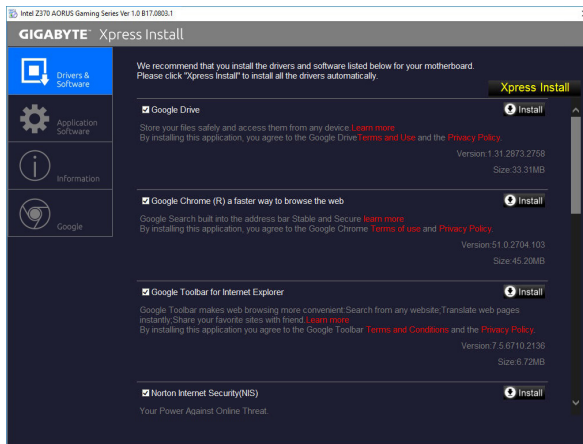 Intel Z370 AORUS Gaming Series Ver 1.0 B17.0803.1
GIGABYTE™ Xpress Install
Drivers &
Software
Application
Software
Information
Google
We recommend that you install the drivers and software listed below for your motherboard.
Please click "Xpress Install" to install all the drivers automatically.
Xpress Install
Google Drive
Install
Store your files safely and access them from any device.Learn more
By installing this application, you agree to the Google DriveTerms and Use and the Privacy Policy.
Version:1.31.2873.2758
Size:33.31MB
Google Chrome (R) a faster way to browse the web
Install
Google Search built into the address bar Stable and Secure learn more
By installing this application, you agree to the Google Chrome Terms of use and Privacy Policy.
Version:51.0.2704.103
Size:45.20MB
Google Toolbar for Internet Explorer
Install
Google Toolbar makes web browsing more convenient:Search from any website;Translate web pages
instantly;Share your favorite sites with friend.Learn more
By installing this application you agree to the Google Toolbar Terms and Conditions and the Privacy Policy.
Version:7.5.6710.2136
Size:6.72MB
Norton Internet Security(NIS)
Install
Your Power Against Online Threat.